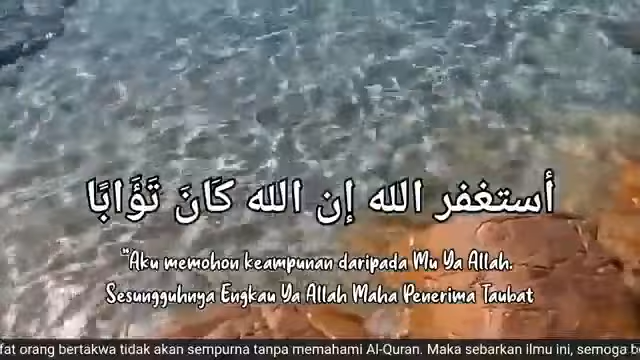 أستغفر الله إن الله كَانَ تَوَّابًا
"Aku memohon keampunan daripada Mu Ya Allah.
Sesungguhnya Engkau Ya Allah Maha Penerima Taubat
fat orang bertakwa tidak akan sempurna tanpa memahami Al-Quran. Maka sebarkan ilmu ini, semoga b